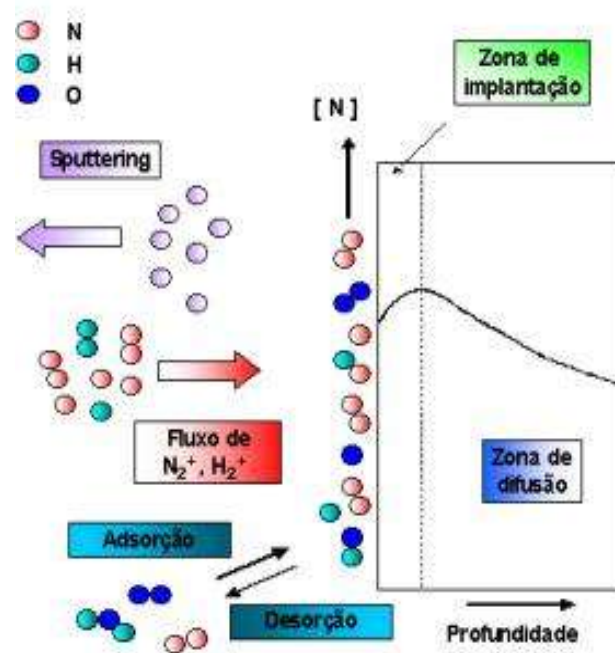 N
H
O
Sputtering
[ N ]
Zona de
implantação
Fluxo de
N₂⁺, H₂⁺
Zona de
difusão
Adsorção
Desorção
Profundidade